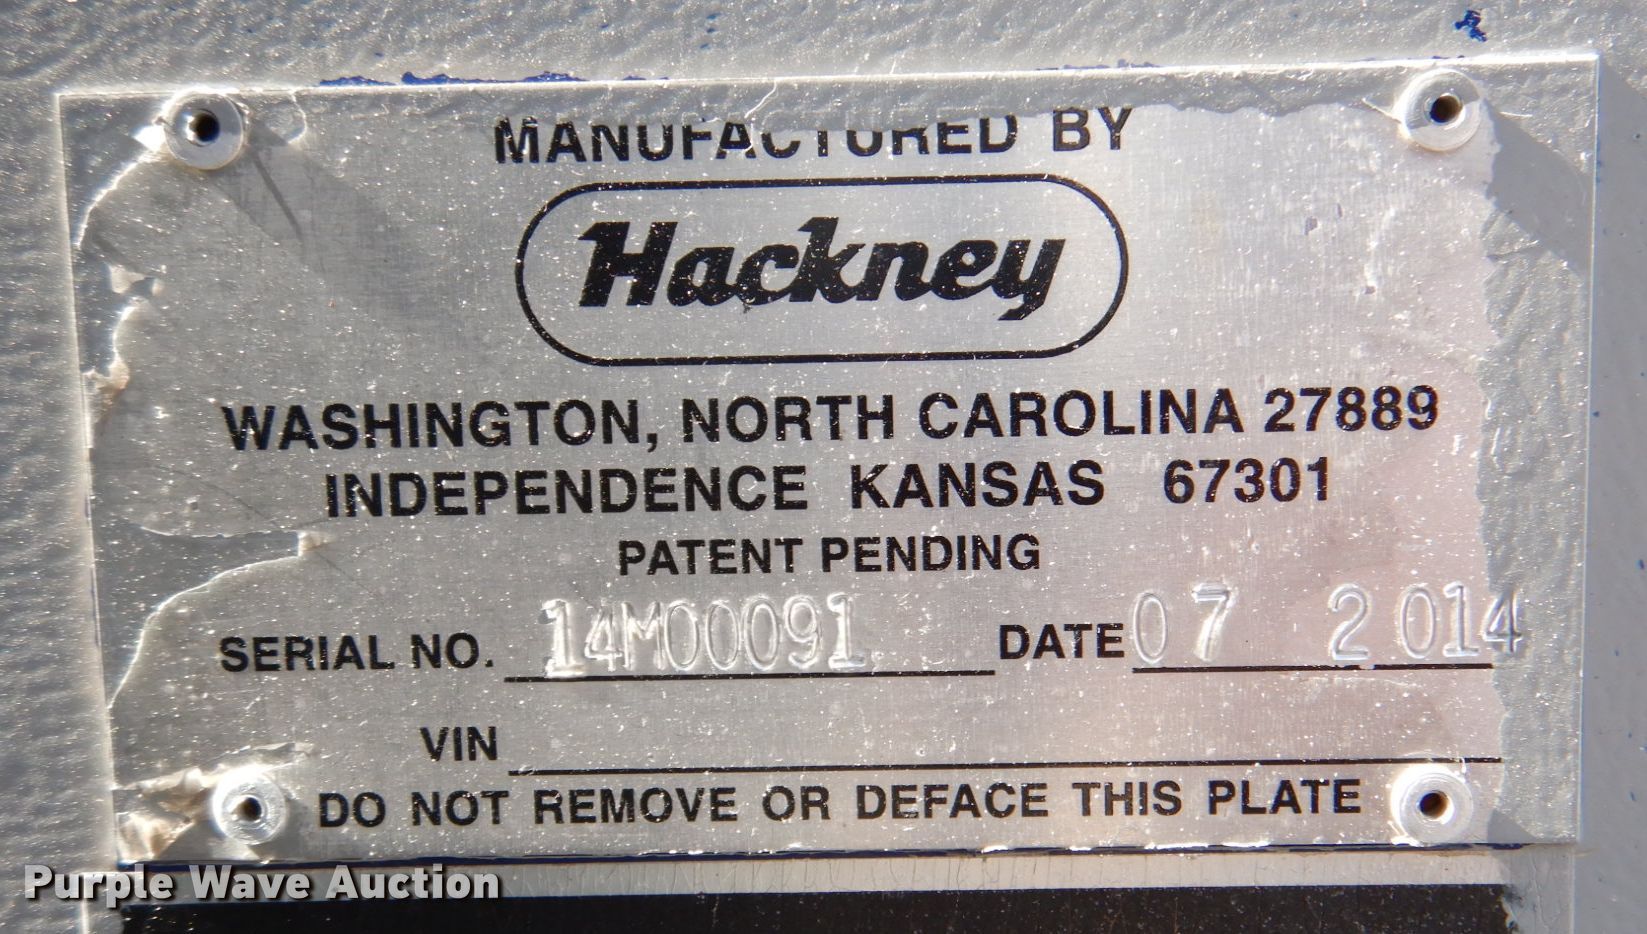 MANUFACTURED BY
Hackney
WASHINGTON, NORTH CAROLINA 27889
INDEPENDENCE KANSAS 67301
PATENT PENDING
SERIAL NO. 14M00091 DATE 07 2014
VIN
DO NOT REMOVE OR DEFACE THIS PLATE
Purple Wave Auction